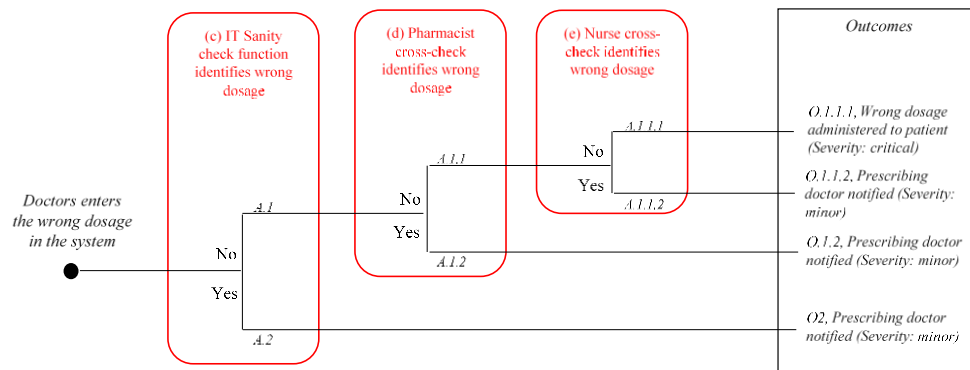 (c) IT Sanity
check function
identifies wrong
dosage
(d) Pharmacist
cross-check
identifies wrong
dosage
(e) Nurse cross-
check identifies
wrong dosage
Outcomes
Doctors enters
the wrong dosage
in the system
No
Yes
A.1
A.2
No
Yes
A.1.1
A.1.2
No
Yes
A.1.1.1
A.1.1.2
O.1.1.1, Wrong dosage
administered to patient
(Severity: critical)
O.1.1.2, Prescribing
doctor notified (Severity:
minor)
O.1.2, Prescribing doctor
notified (Severity: minor)
O2, Prescribing doctor
notified (Severity: minor)